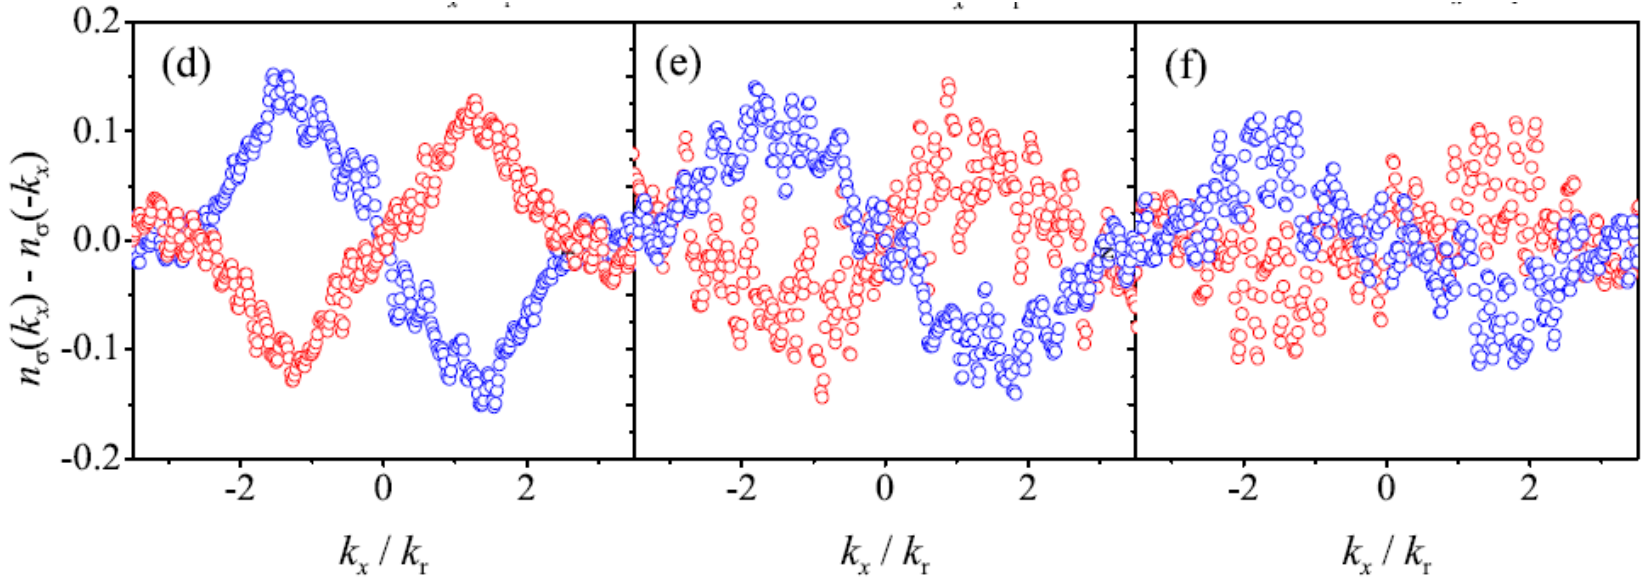 0.2
0.1
0.0
-0.1
-0.2
nσ(kx) - nσ(-kx)
(d) (e) (f)
-2 0 2 -2 0 2 -2 0 2
kx / kr kx / kr kx / kr